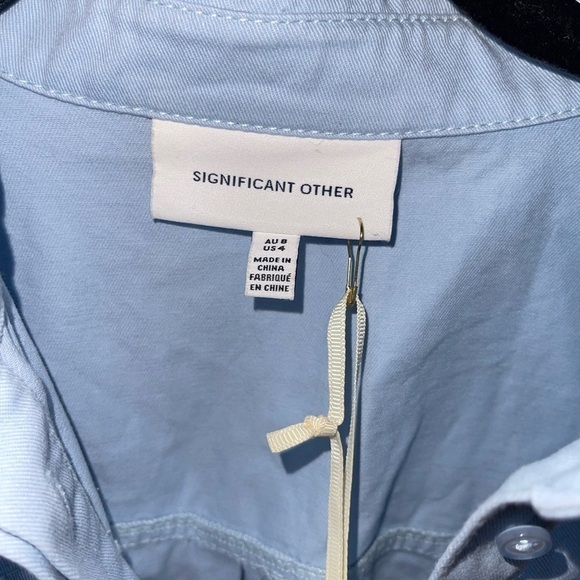 SIGNIFICANT OTHER
AU 8
US 4
MADE IN
CHINA
FABRIQUÉ
EN CHINE